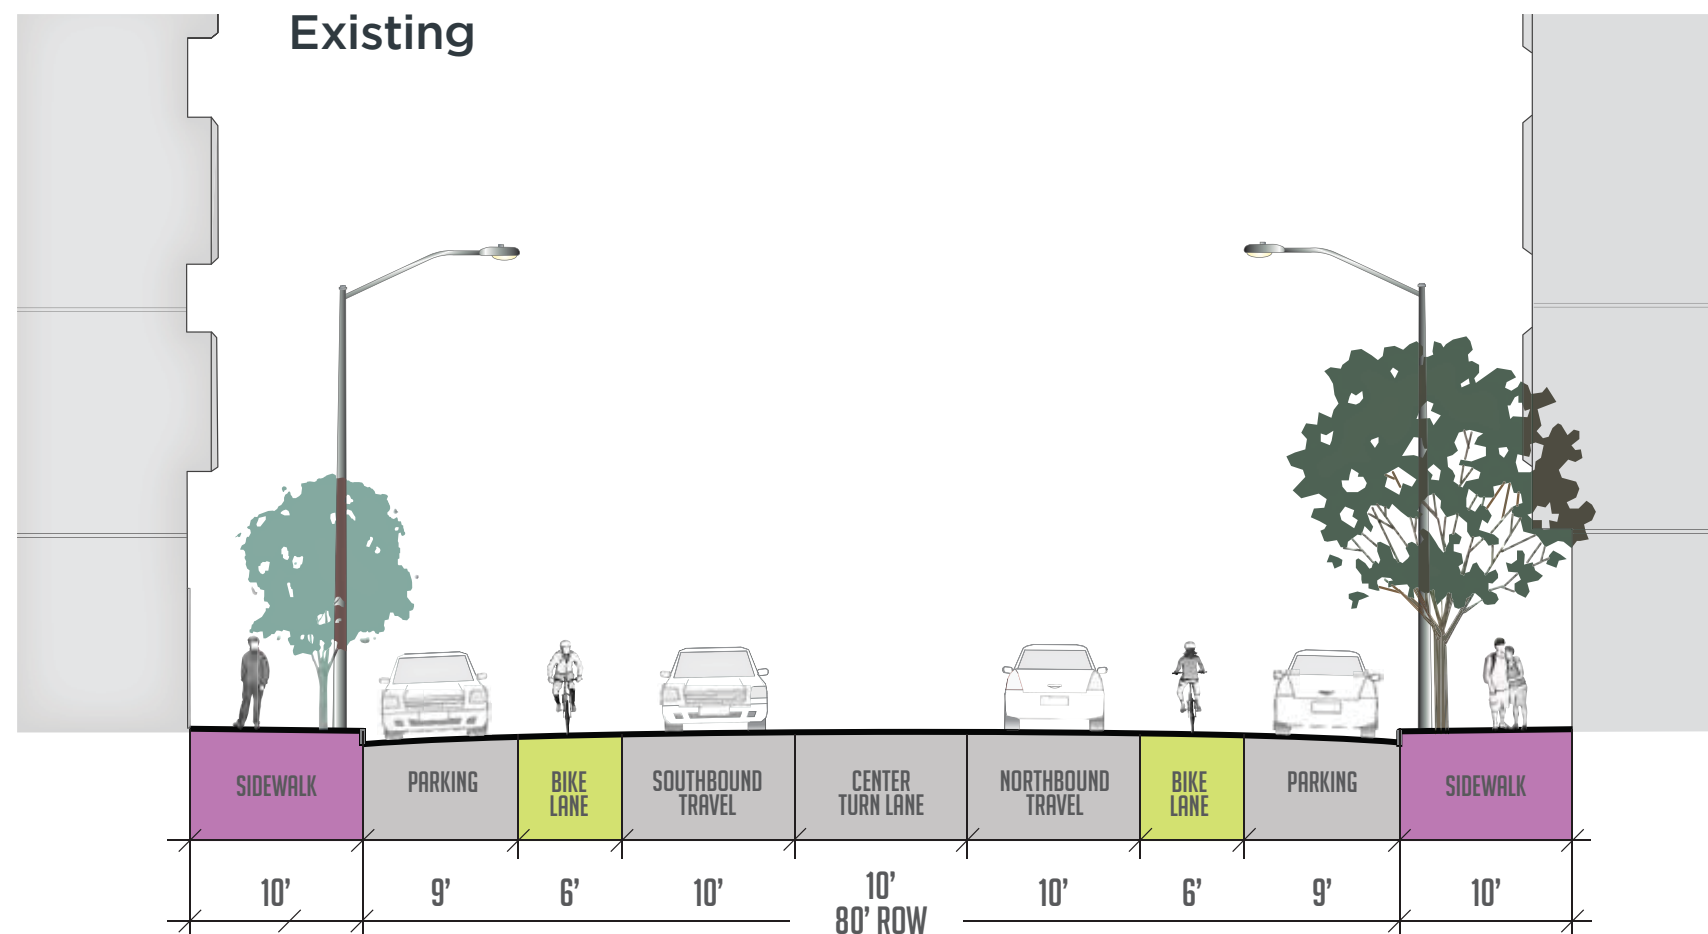 Existing
SIDEWALK
PARKING
BIKE
LANE
SOUTHBOUND
TRAVEL
CENTER
TURN LANE
NORTHBOUND
TRAVEL
BIKE
LANE
PARKING
SIDEWALK
10’
9’
6’
10’
10’
10’
6’
9’
10’
80’ ROW